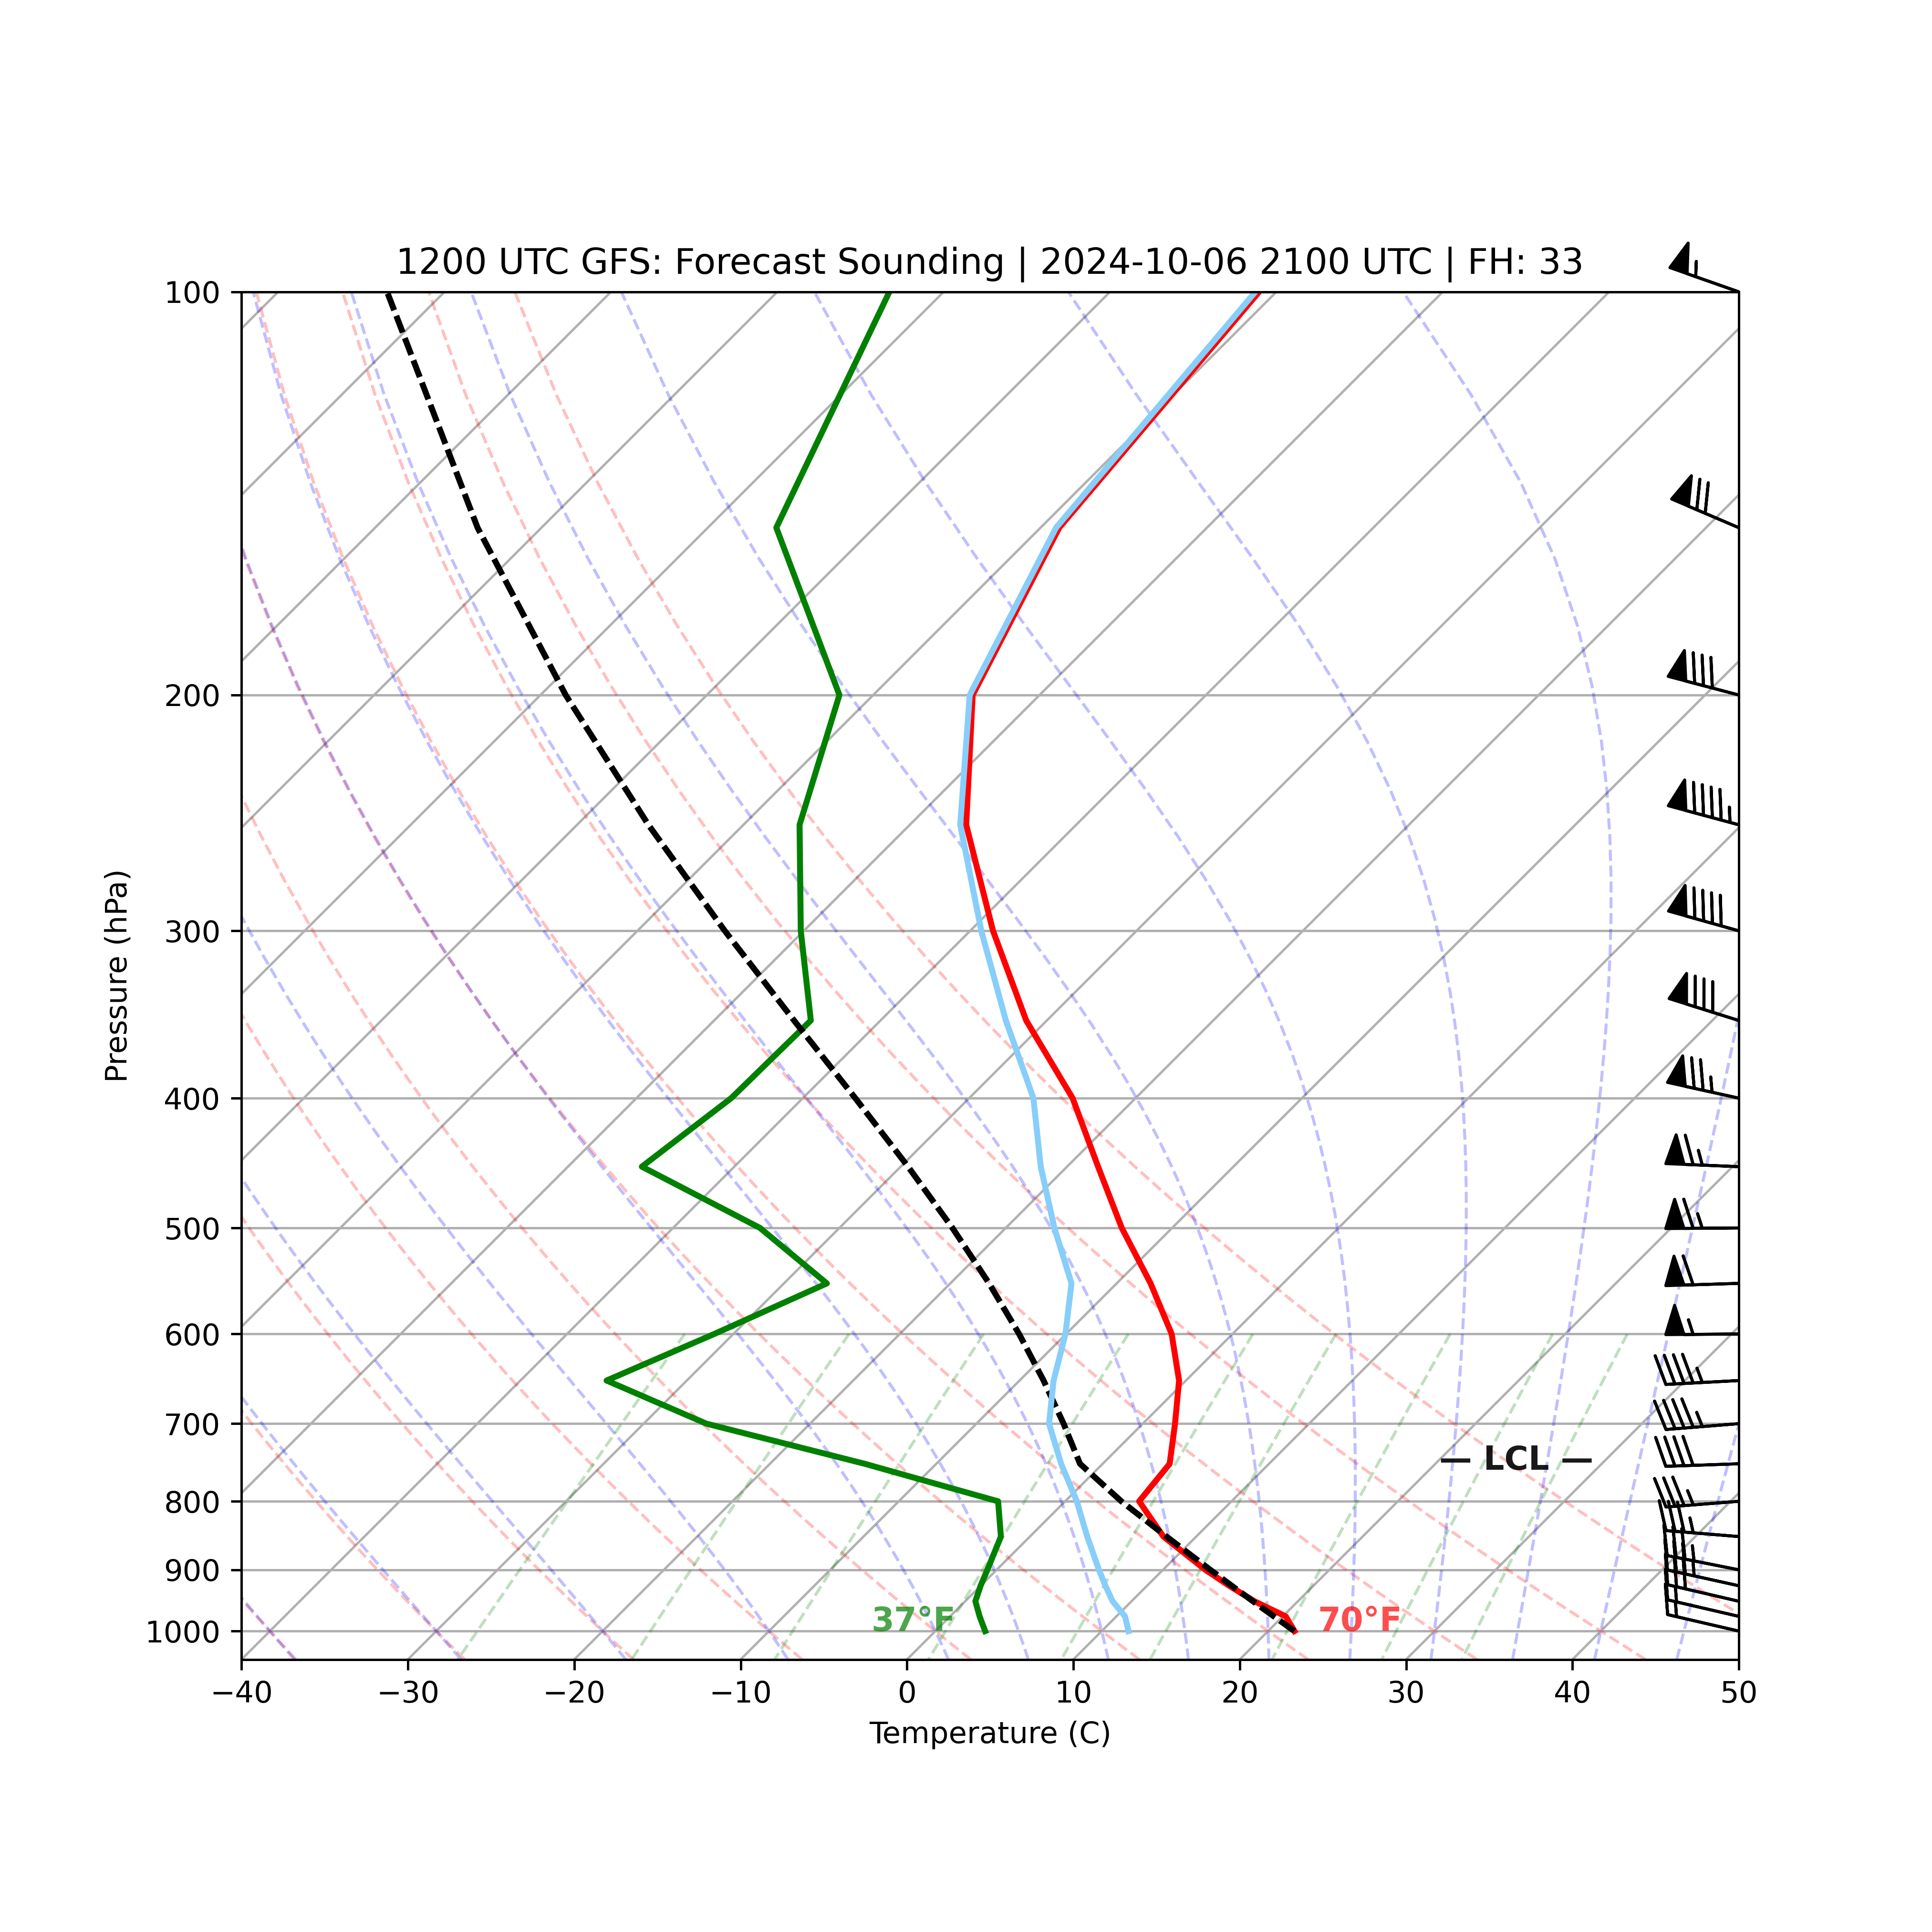 1200 UTC GFS: Forecast Sounding | 2024-10-06 2100 UTC | FH: 33
100
200
300
400
500
600
700
800
900
1000
Pressure (hPa)
— LCL —
37°F
70°F
−40 −30 −20 −10 0 10 20 30 40 50
Temperature (C)